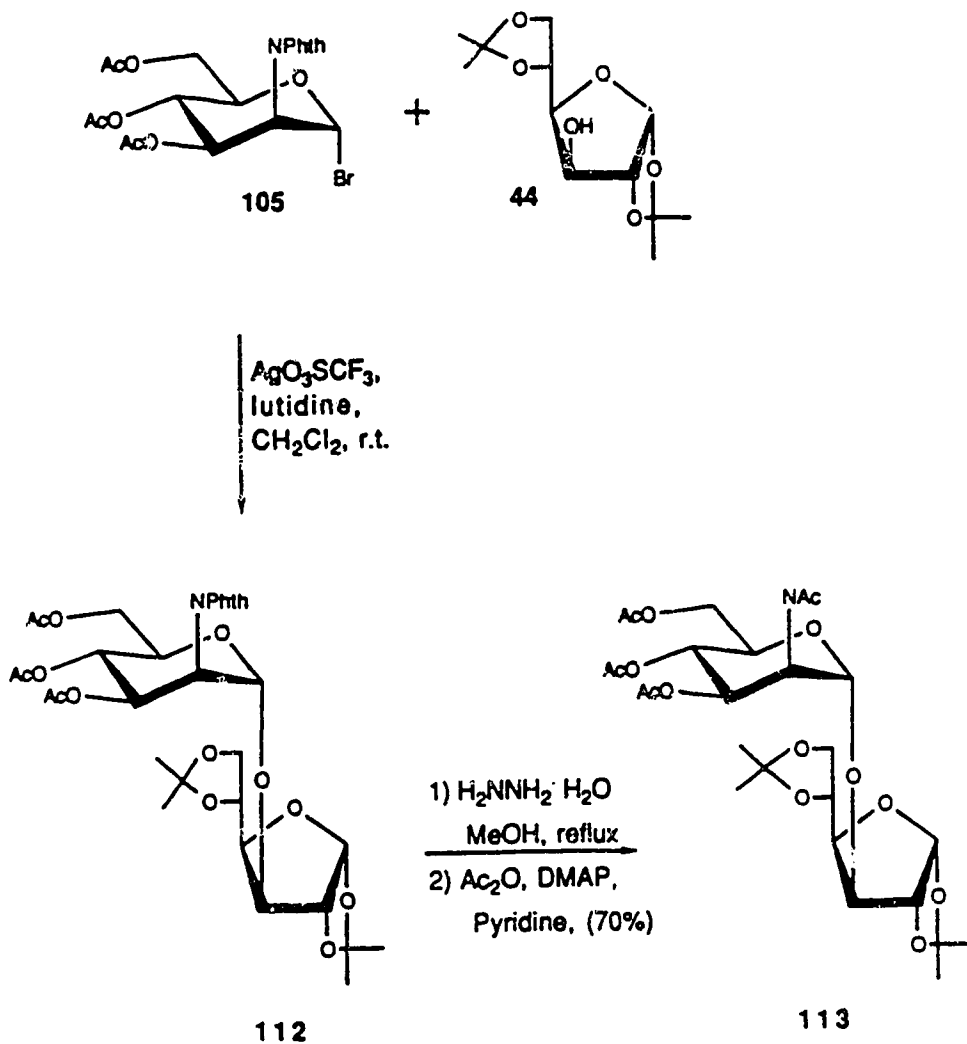 NPhth
AcO
O
AcO
AcO
Br
105
+
O
O
O
OH
O
O
44
AgO₃SCF₃,
lutidine,
CH₂Cl₂, r.t.
NPhth
AcO
O
AcO
AcO
O
O
O
O
O
O
112
1) H₂NNH₂·H₂O
MeOH, reflux
2) Ac₂O, DMAP,
Pyridine, (70%)
NAc
AcO
O
AcO
AcO
O
O
O
O
O
O
113